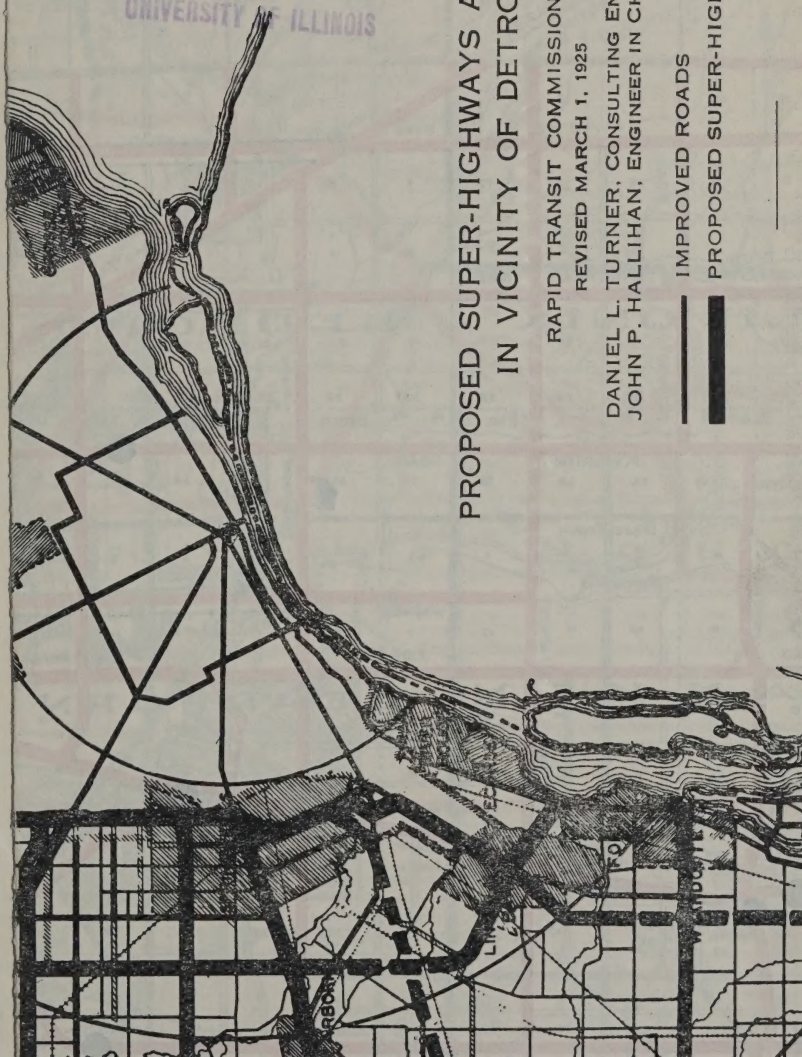 UNIVERSITY OF ILLINOIS
PROPOSED SUPER-HIGHWAYS A
IN VICINITY OF DETRO
RAPID TRANSIT COMMISSION
REVISED MARCH 1, 1925
DANIEL L. TURNER, CONSULTING EN
JOHN P. HALLIHAN, ENGINEER IN CH
IMPROVED ROADS
PROPOSED SUPER-HIG